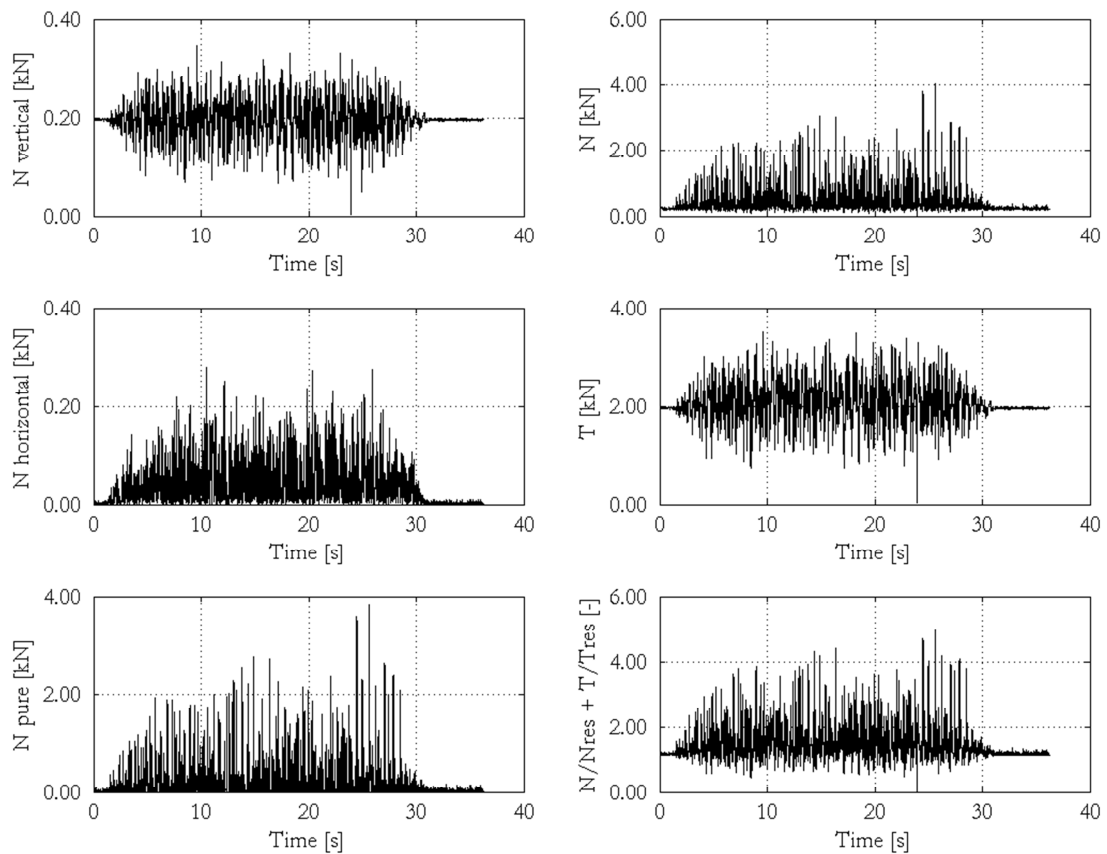 N vertical [kN]
0.40
0.20
0.00
0 10 20 30 40
Time [s]
N [kN]
6.00
4.00
2.00
0.00
0 10 20 30 40
Time [s]
N horizontal [kN]
0.40
0.20
0.00
0 10 20 30 40
Time [s]
T [kN]
4.00
2.00
0.00
0 10 20 30 40
Time [s]
N pure [kN]
4.00
2.00
0.00
0 10 20 30 40
Time [s]
N/Nres + T/Tres [-]
6.00
4.00
2.00
0.00
0 10 20 30 40
Time [s]